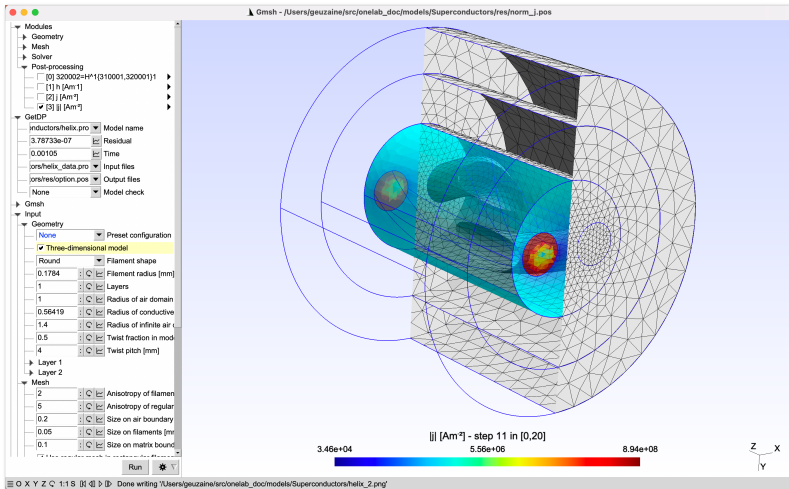 Gmsh - /Users/geuzaine/src/onelab_doc/models/Superconductors/res/norm_j.pos
Modules
Geometry
Mesh
Solver
Post-processing
[0] 320002=H^1{310001,320001}1
[1] h [Am⁻1]
[2] j [Am⁻²]
[3] |j| [Am⁻²]
GetDP
inductors/helix.pro Model name
3.78733e-07 Residual
0.00105 Time
ors/helix_data.pro Input files
ors/res/option.pos Output files
None Model check
Gmsh
Input
Geometry
None Preset configuration
Three-dimensional model
Round Filament shape
0.1784 Filament radius [mm]
1 Layers
1 Radius of air domain
0.56419 Radius of conductive
1.4 Radius of infinite air
0.5 Twist fraction in mod
4 Twist pitch [mm]
Layer 1
Layer 2
Mesh
2 Anisotropy of filamen
5 Anisotropy of regular
0.2 Size on air boundary
0.05 Size on filaments [m
0.1 Size on matrix bound
Run
|j| [Am⁻²] - step 11 in [0,20]
3.46e+04 5.56e+06 8.94e+08
Z X
Y
O X Y Z 1:1 S Done writing '/Users/geuzaine/src/onelab_doc/models/Superconductors/helix_2.png'